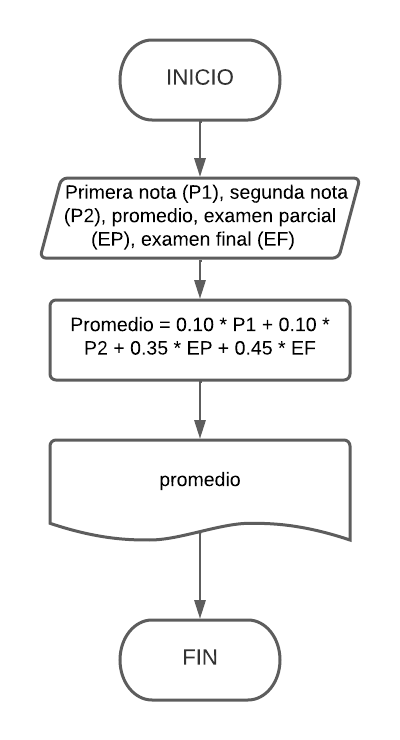 INICIO
Primera nota (P1), segunda nota
(P2), promedio, examen parcial
(EP), examen final (EF)
Promedio = 0.10 * P1 + 0.10 *
P2 + 0.35 * EP + 0.45 * EF
promedio
FIN